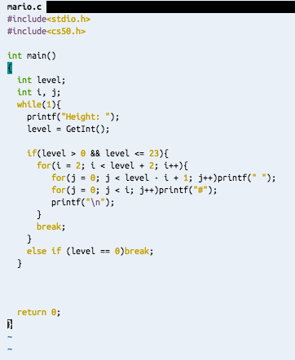 mario.c
#include<stdio.h>
#include<cs50.h>
int main()
{
  int level;
  int i, j;
  while(1){
    printf("Height: ");
    level = GetInt();
    if(level > 0 && level <= 23){
      for(i = 2; i < level + 2; i++){
        for(j = 0; j < level - i + 1; j++)printf(" ");
        for(j = 0; j < i; j++)printf("#");
        printf("\n");
      }
      break;
    }
    else if (level == 0)break;
  }
  return 0;
}
~
~